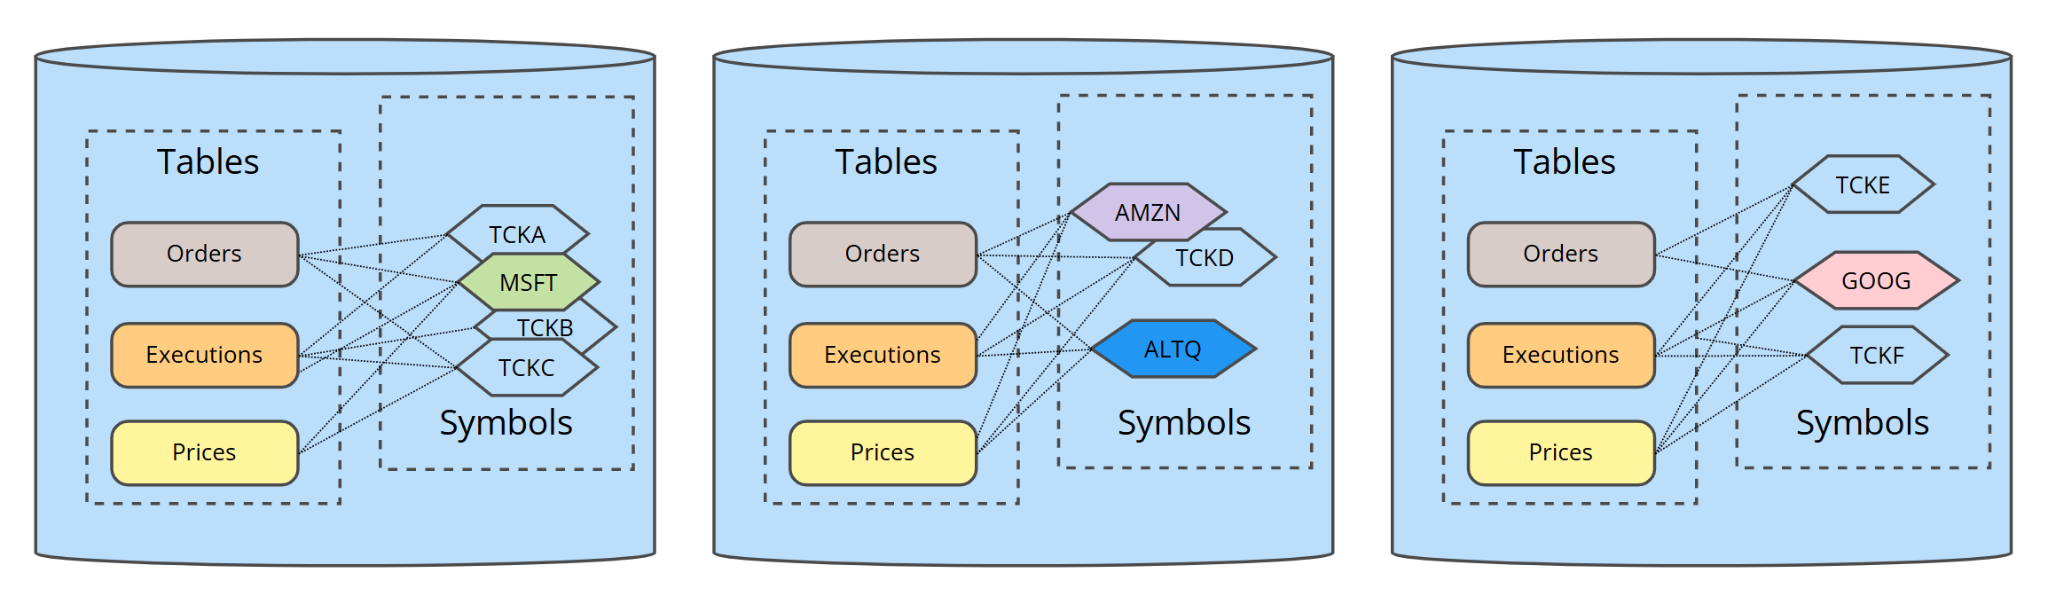 Tables
Orders
Executions
Prices
TCKA
MSFT
TCKB
TCKC
Symbols
Tables
Orders
Executions
Prices
AMZN
TCKD
ALTQ
Symbols
Tables
Orders
Executions
Prices
TCKE
GOOG
TCKF
Symbols